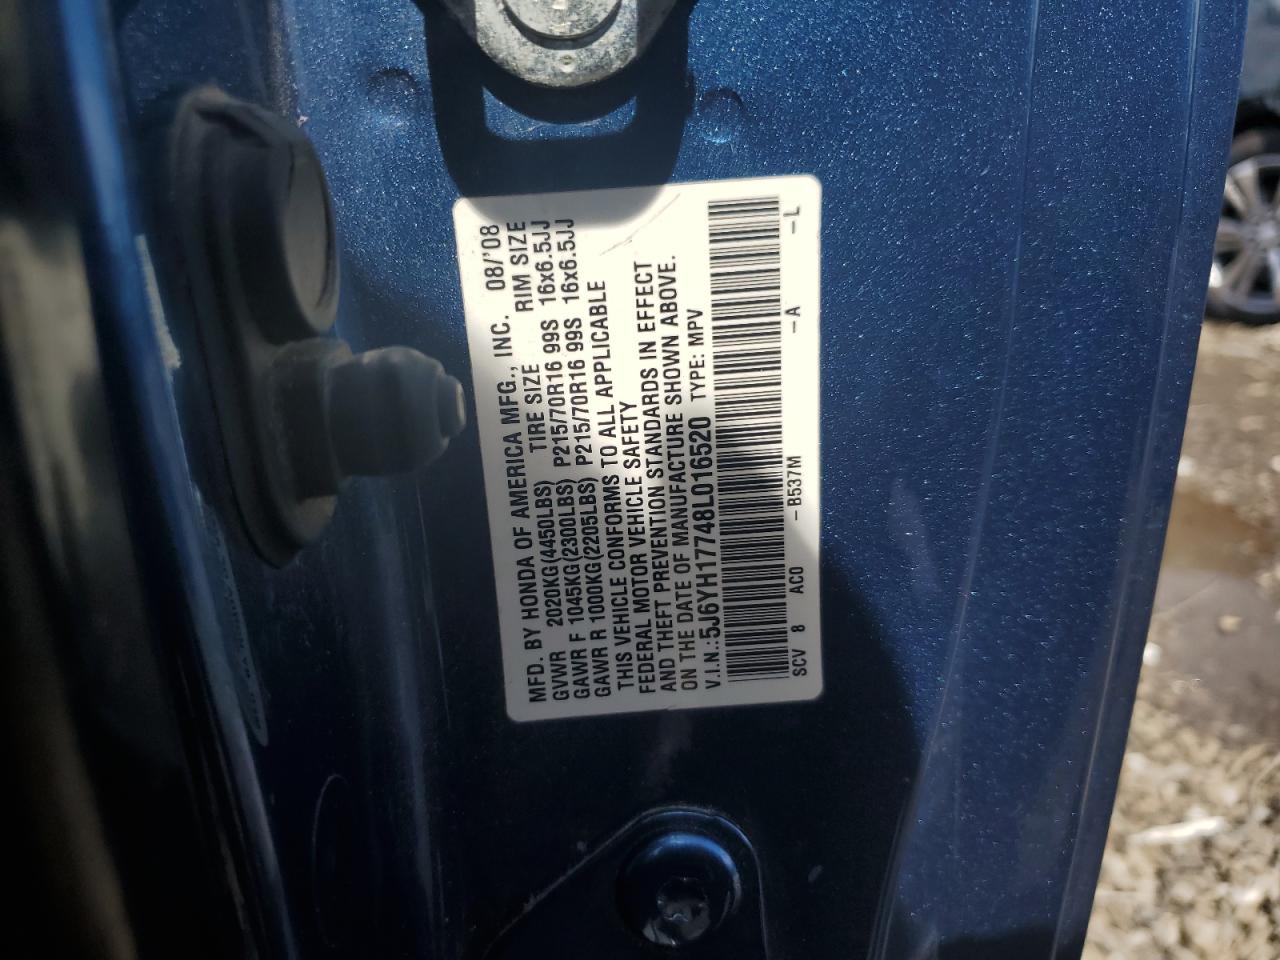 MFD. BY HONDA OF AMERICA MFG., INC. 08/'08
GVWR 2020KG(4450LBS) TIRE SIZE RIM SIZE
GAWR F 1045KG(2300LBS) P215/70R16 99S 16x6.5JJ
GAWR R 1000KG(2205LBS) P215/70R16 99S 16x6.5JJ
THIS VEHICLE CONFORMS TO ALL APPLICABLE
FEDERAL MOTOR VEHICLE SAFETY
AND THEFT PREVENTION STANDARDS IN EFFECT
ON THE DATE OF MANUFACTURE SHOWN ABOVE.
V.I.N.: 5J6YH17748L016520 TYPE: MPV
SCV 8 AC0 -B537M -A -L